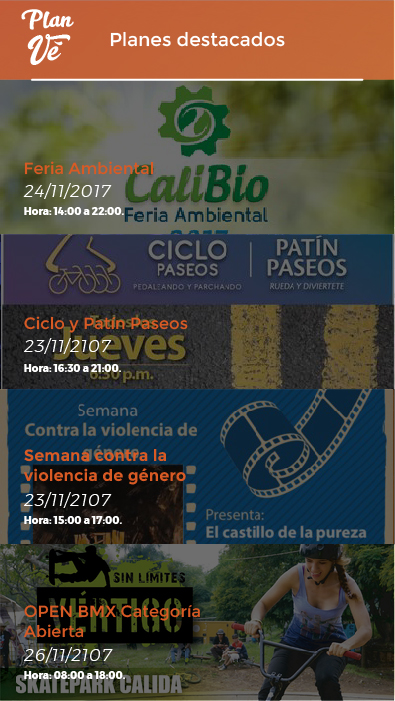 Plan
Ve
Planes destacados
Feria Ambiental
24/11/2017
Hora: 14:00 a 22:00.
CaliBio
Feria Ambiental
2017
CICLO
PASEOS
PEDALEANDO Y PARCHANDO
PATÍN
PASEOS
RUEDA Y DIVIERTETE
Ciclo y Patín Paseos
Todos los
Jueves
6:30 p.m.
23/11/2107
Hora: 16:30 a 21:00.
Semana
Contra la violencia de
género
Semana contra la
violencia de género
23/11/2107
Hora: 15:00 a 17:00.
Presenta:
El castillo de la pureza
SIN LIMITES
VÉRTIGO
OPEN BMX Categoría
Abierta
26/11/2107
Hora: 08:00 a 18:00.
SKATEPARK CALIDA